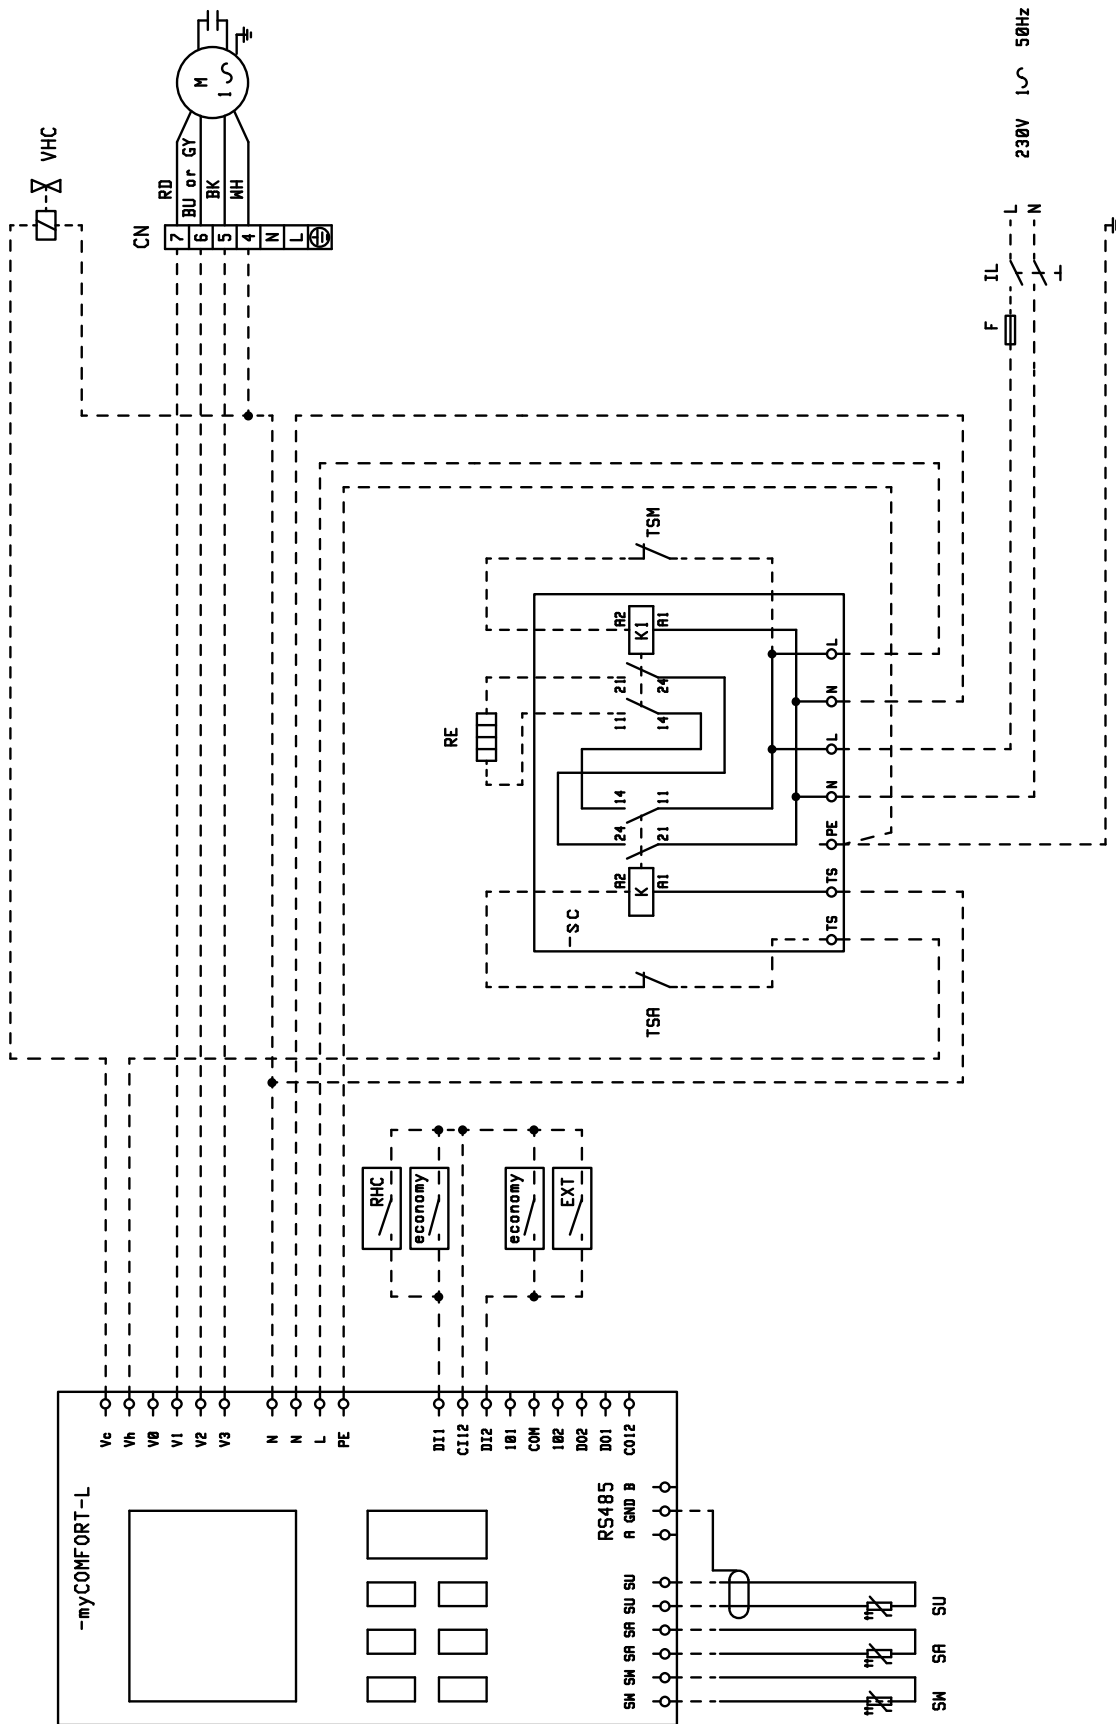 VHC
CN
RD
BU or GY
BK
WH
M
1
7
6
5
4
N
L
230V 1 50Hz
L
N
IL
F
TSM
A2
K1
A1
21
24
11
14
RE
14
11
24
21
A2
K
A1
-SC
TSA
L
N
L
N
PE
TS
TS
RHC
economy
economy
EXT
Vc
Vh
V0
V1
V2
V3
N
N
L
PE
DI1
CI12
DI2
101
COM
102
DO2
DO1
CO12
-myCOMFORT-L
RS485
A GND B
SW SW SA SA SU SU
SW
SA
SU